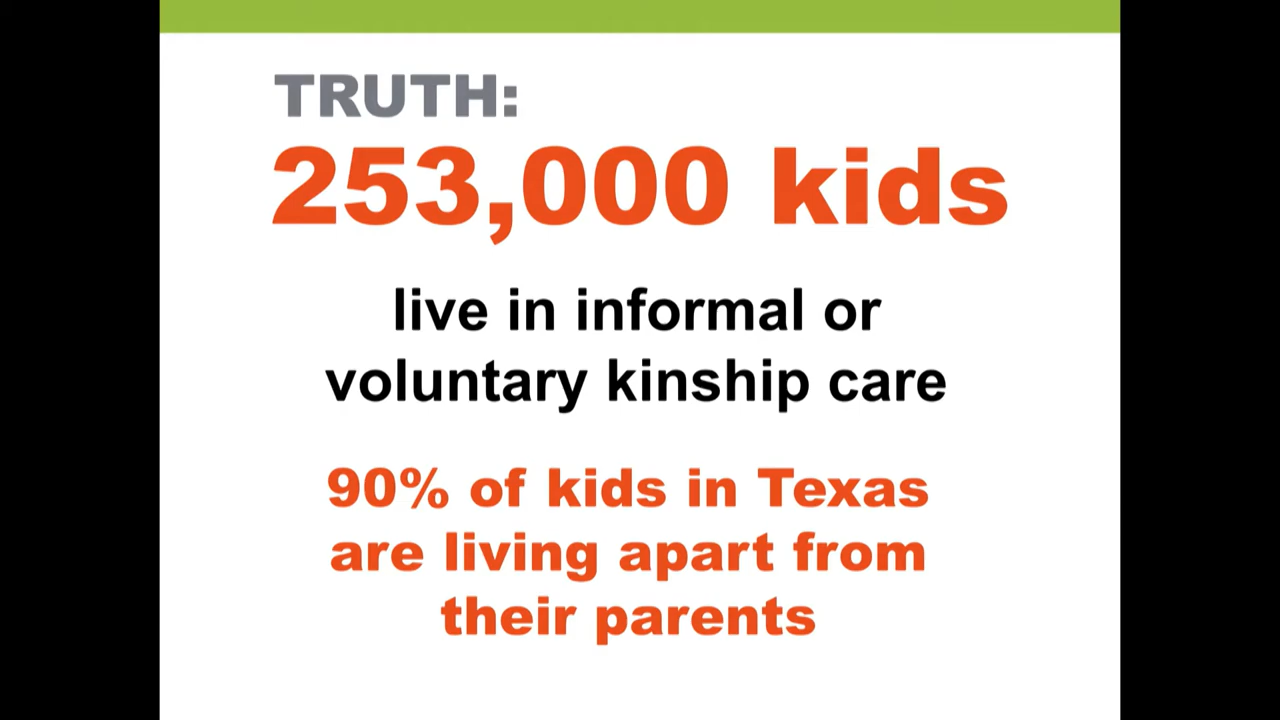 TRUTH:
253,000 kids
live in informal or
voluntary kinship care
90% of kids in Texas
are living apart from
their parents